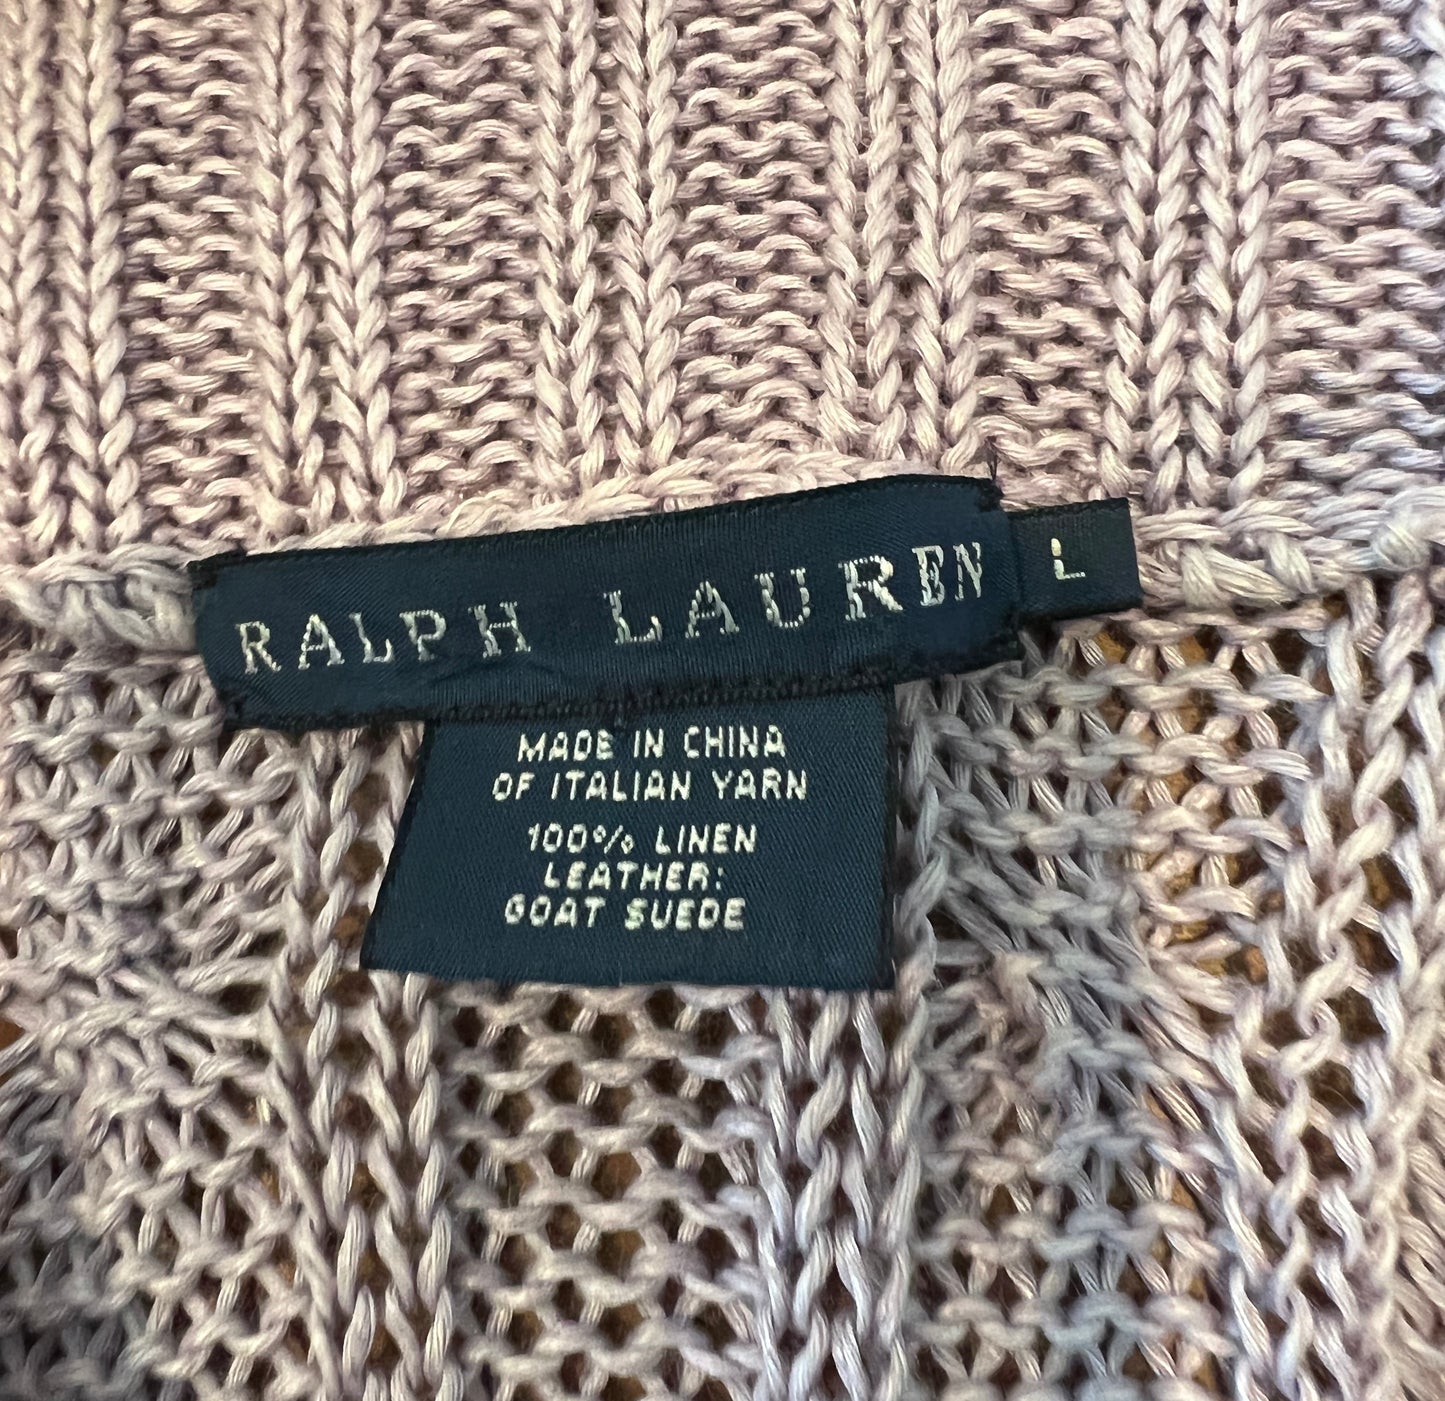 RALPH LAUREN L
MADE IN CHINA
OF ITALIAN YARN
100% LINEN
LEATHER:
GOAT SUEDE